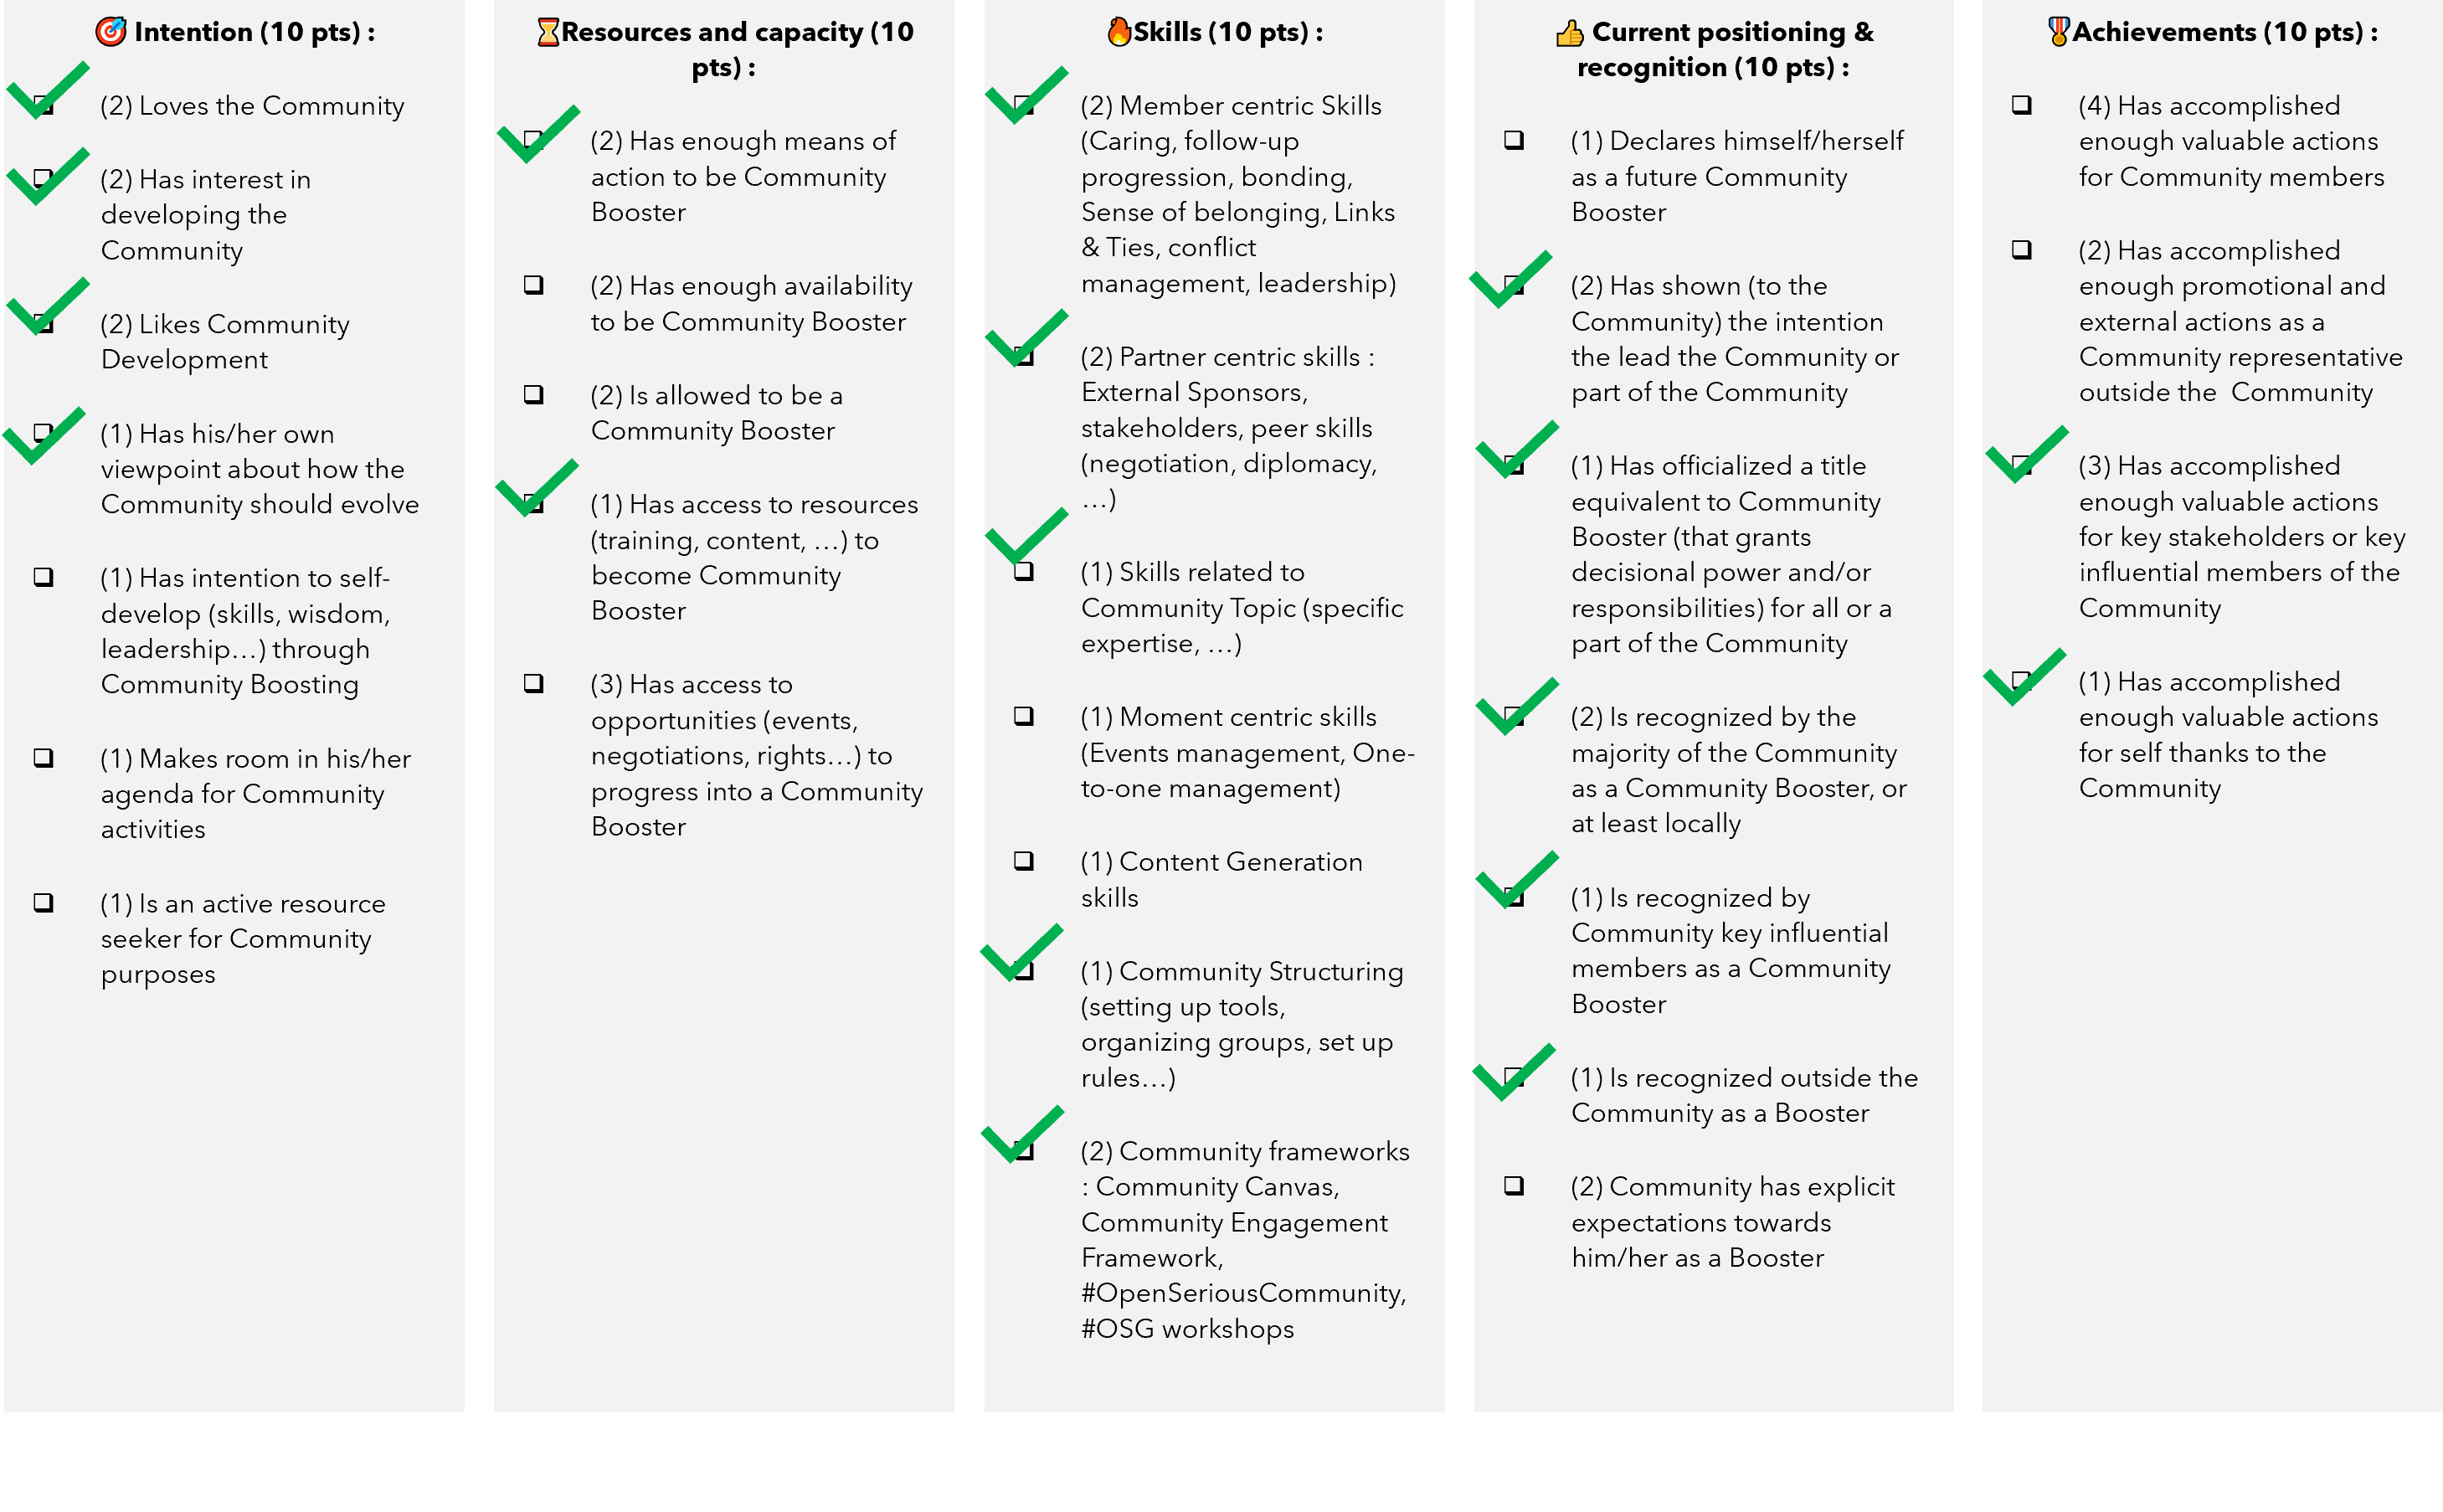 🎯 Intention (10 pts) :
(2) Loves the Community
(2) Has interest in
developing the
Community
(2) Likes Community
Development
(1) Has his/her own
viewpoint about how the
Community should evolve
(1) Has intention to self-
develop (skills, wisdom,
leadership…) through
Community Boosting
(1) Makes room in his/her
agenda for Community
activities
(1) Is an active resource
seeker for Community
purposes
⏳Resources and capacity (10
pts) :
(2) Has enough means of
action to be Community
Booster
(2) Has enough availability
to be Community Booster
(2) Is allowed to be a
Community Booster
(1) Has access to resources
(training, content, …) to
become Community
Booster
(3) Has access to
opportunities (events,
negotiations, rights…) to
progress into a Community
Booster
🔥Skills (10 pts) :
(2) Member centric Skills
(Caring, follow-up
progression, bonding,
Sense of belonging, Links
& Ties, conflict
management, leadership)
(2) Partner centric skills :
External Sponsors,
stakeholders, peer skills
(negotiation, diplomacy,
…)
(1) Skills related to
Community Topic (specific
expertise, …)
(1) Moment centric skills
(Events management, One-
to-one management)
(1) Content Generation
skills
(1) Community Structuring
(setting up tools,
organizing groups, set up
rules…)
(2) Community frameworks
: Community Canvas,
Community Engagement
Framework,
#OpenSeriousCommunity,
#OSG workshops
👍 Current positioning &
recognition (10 pts) :
(1) Declares himself/herself
as a future Community
Booster
(2) Has shown (to the
Community) the intention
the lead the Community or
part of the Community
(1) Has officialized a title
equivalent to Community
Booster (that grants
decisional power and/or
responsibilities) for all or a
part of the Community
(2) Is recognized by the
majority of the Community
as a Community Booster, or
at least locally
(1) Is recognized by
Community key influential
members as a Community
Booster
(1) Is recognized outside the
Community as a Booster
(2) Community has explicit
expectations towards
him/her as a Booster
🎖Achievements (10 pts) :
(4) Has accomplished
enough valuable actions
for Community members
(2) Has accomplished
enough promotional and
external actions as a
Community representative
outside the  Community
(3) Has accomplished
enough valuable actions
for key stakeholders or key
influential members of the
Community
(1) Has accomplished
enough valuable actions
for self thanks to the
Community